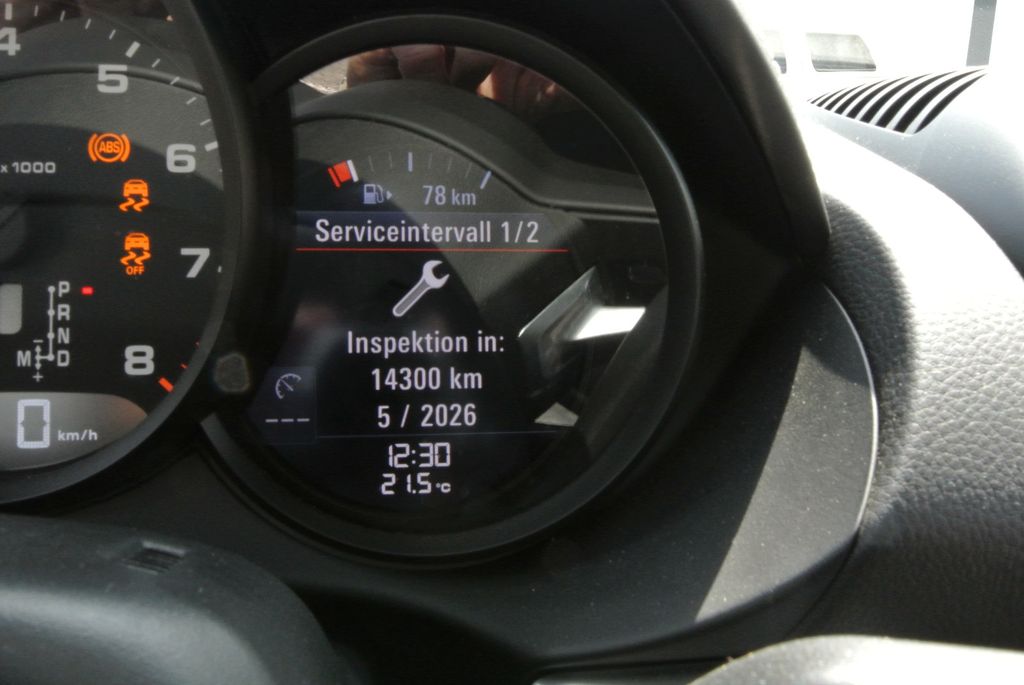 4
5
6
7
8
x 1000
ABS
OFF
P
R
N
M D
- +
0 km/h
78 km
Serviceintervall 1/2
Inspektion in:
14300 km
5 / 2026
---
12:30
21.5 °C